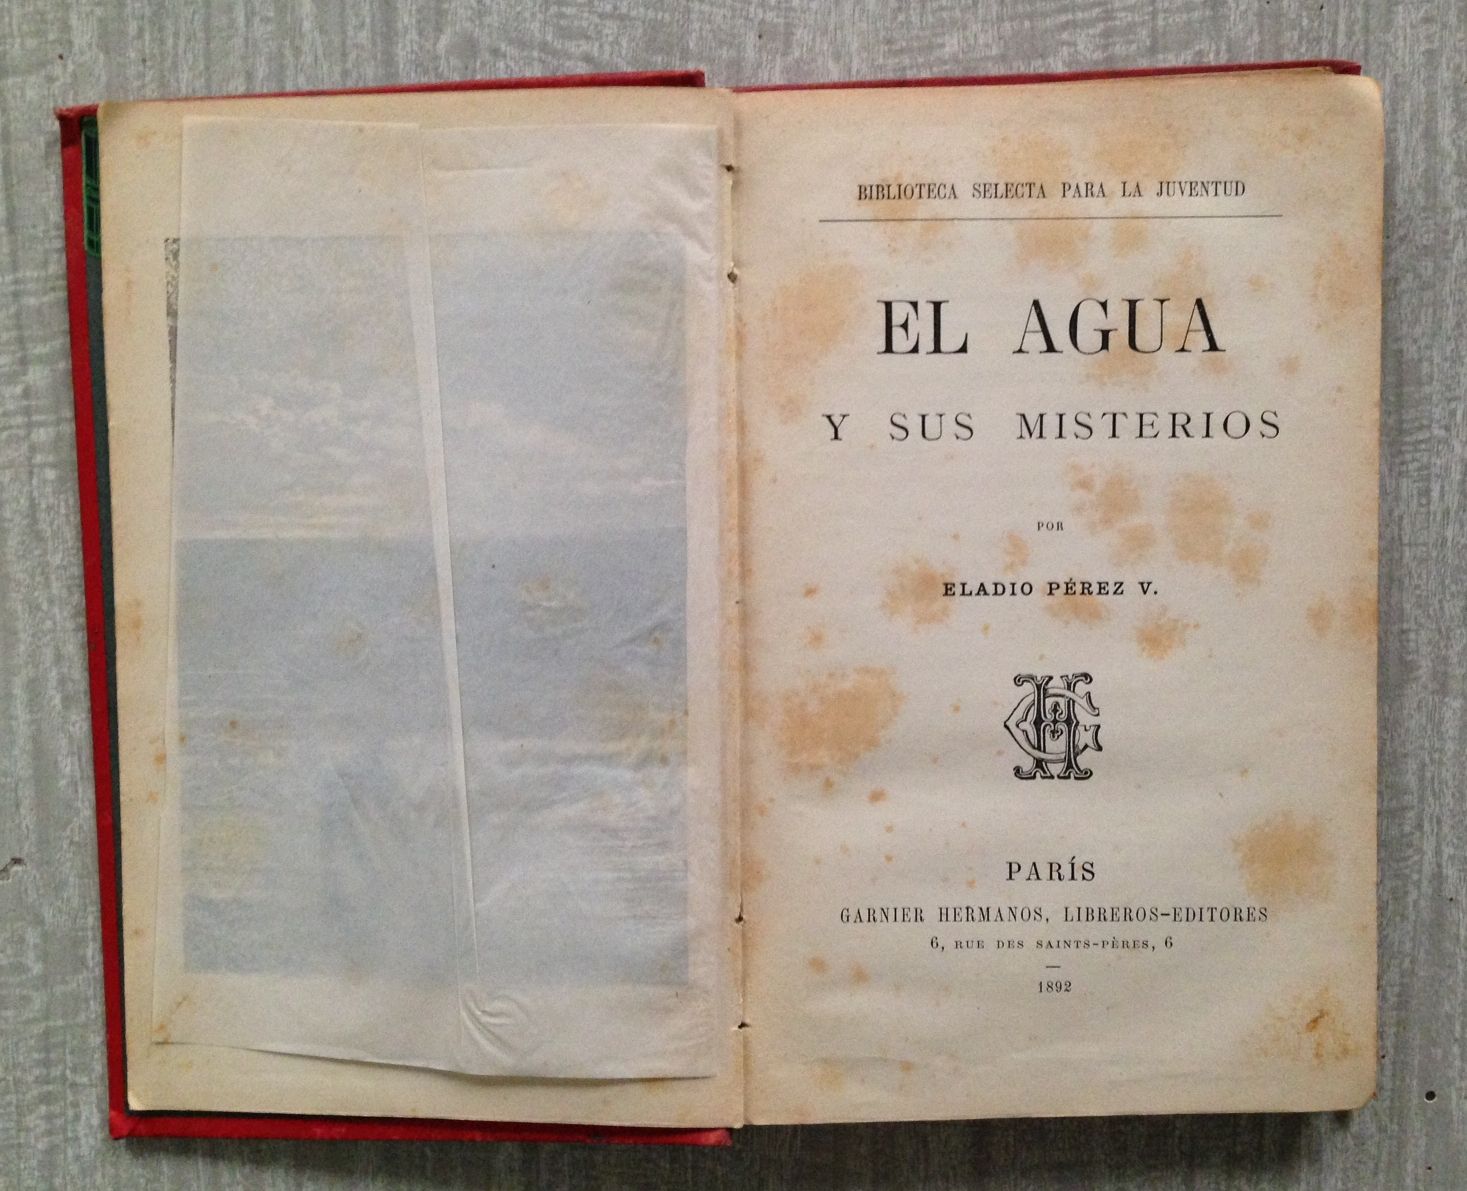 BIBLIOTECA SELECTA PARA LA JUVENTUD
EL AGUA
Y SUS MISTERIOS
POR
ELADIO PÉREZ V.
GH
PARÍS
GARNIER HERMANOS, LIBREROS-EDITORES
6, RUE DES SAINTS-PÈRES, 6
1892